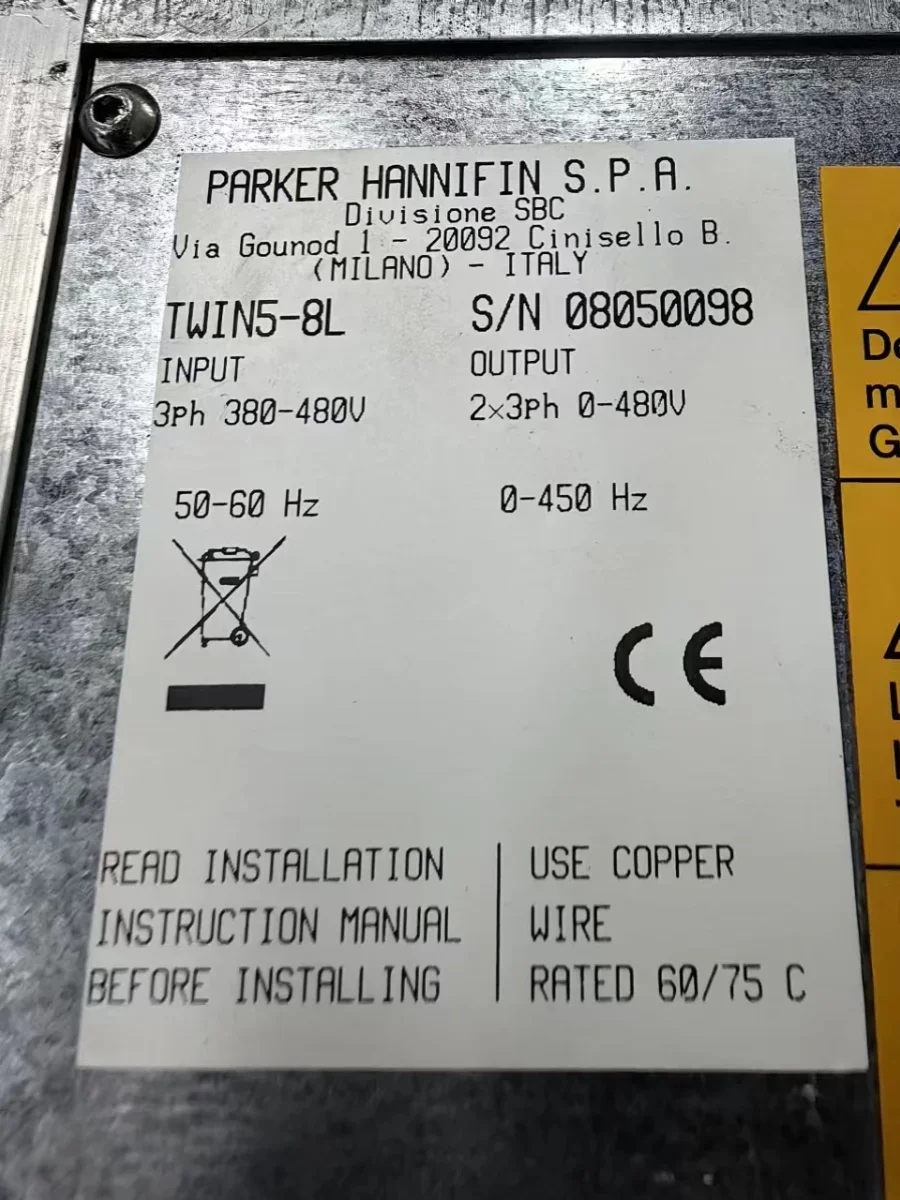 PARKER HANNIFIN S.P.A.
Divisione SBC
Via Gounod 1 - 20092 Cinisello B.
(MILANO) - ITALY
TWIN5-8L S/N 08050098
INPUT OUTPUT
3Ph 380-480V 2x3Ph 0-480V
50-60 Hz 0-450 Hz
CE
READ INSTALLATION USE COPPER
INSTRUCTION MANUAL WIRE
BEFORE INSTALLING RATED 60/75 C